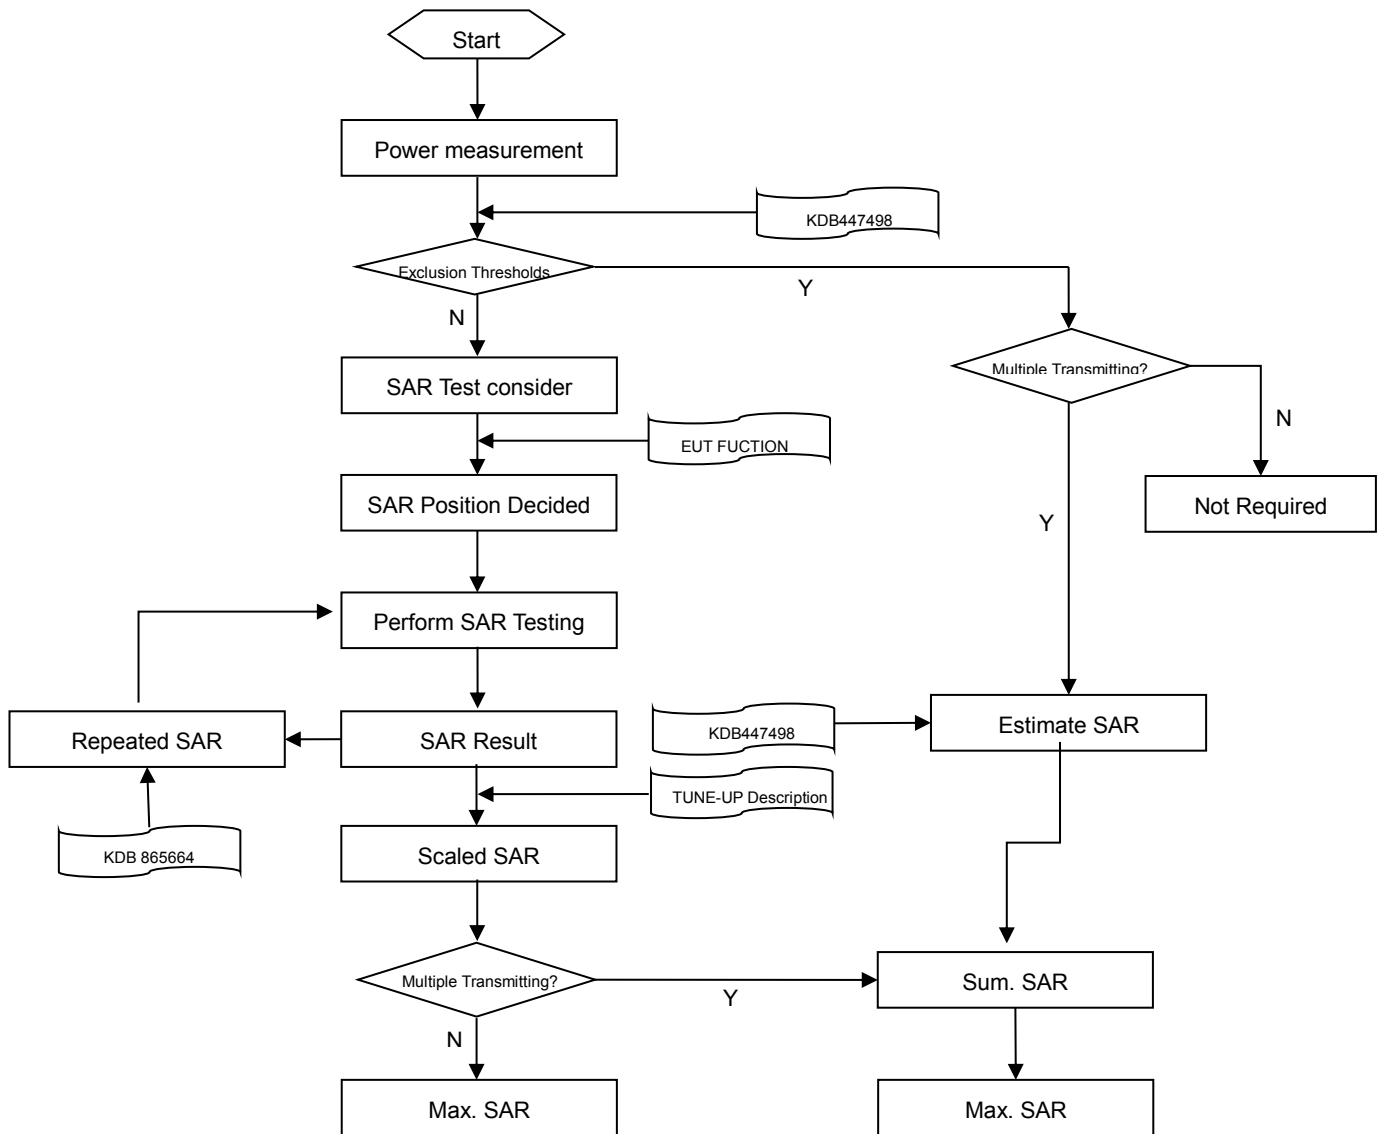 Start
Power measurement
KDB447498
Exclusion Thresholds
Y
N
Multiple Transmitting?
SAR Test consider
N
EUT FUCTION
SAR Position Decided
Not Required
Y
Perform SAR Testing
Repeated SAR
SAR Result
KDB447498
Estimate SAR
TUNE-UP Description
KDB 865664
Scaled SAR
Multiple Transmitting?
Y
Sum. SAR
N
Max. SAR
Max. SAR